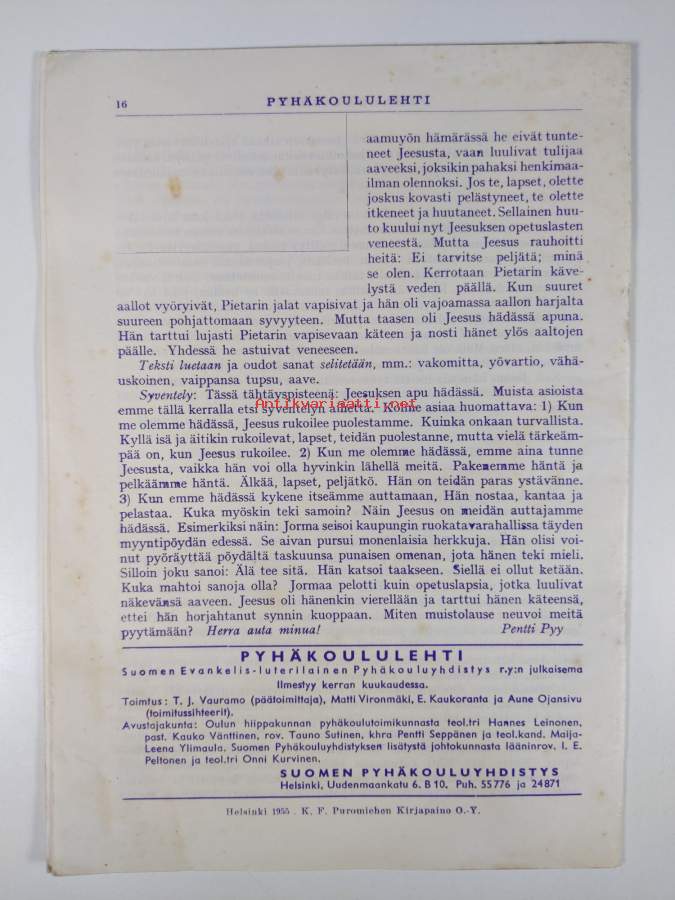 16
PYHÄKOULULEHTI
aamuyön hämärässä he eivät tunte-
neet Jeesusta, vaan luulivat tulijaa
aaveeksi, joksikin pahaksi henkimaa-
ilman olennoksi. Jos te, lapset, olette
joskus kovasti pelästyneet, te olette
itkeneet ja huutaneet. Sellainen huu-
to kuului nyt Jeesuksen opetuslasten
veneestä. Mutta Jeesus rauhoitti
heitä: Ei tarvitse peljätä; minä
se olen. Kerrotaan Pietarin käve-
lystä veden päällä. Kun suuret
aallot vyöryivät, Pietarin jalat vapisivat ja hän oli vajoamassa aallon harjalta
suureen pohjattomaan syvyyteen. Mutta taasen oli Jeesus hädässä apuna.
Hän tarttui lujasti Pietarin vapisevaan käteen ja nosti hänet ylös aaltojen
päälle. Yhdessä he astuivat veneeseen.
Teksti luetaan ja oudot sanat selitetään, mm.: vakomitta, yövartio, vähä-
uskoinen, vaippansa tupsu, aave.
Syventely: Tässä tähtäyspisteenä: Jeesuksen apu hädässä. Muista asioista
emme tällä kerralla etsi syventelyn aihetta. Kolme asiaa huomattava: 1) Kun
Antikvariaatti.net
me olemme hädässä, Jeesus rukoilee puolestamme. Kuinka onkaan turvallista.
Kyllä isä ja äitikin rukoilevat, lapset, teidän puolestanne, mutta vielä tärkeäm-
pää on, kun Jeesus rukoilee. 2) Kun me olemme hädässä, emme aina tunne
Jeesusta, vaikka hän voi olla hyvinkin lähellä meitä. Pakenemme häntä ja
pelkäämme häntä. Älkää, lapset, peljätkö. Hän on teidän paras ystävänne.
3) Kun emme hädässä kykene itseämme auttamaan, Hän nostaa, kantaa ja
pelastaa. Kuka myöskin teki samoin? Näin Jeesus on meidän auttajamme
hädässä. Esimerkiksi näin: Jorma seisoi kaupungin ruokatavarahallissa täyden
myyntipöydän edessä. Se aivan pursui monenlaisia herkkuja. Hän olisi voi-
nut pyöräyttää pöydältä taskuunsa punaisen omenan, jota hänen teki mieli.
Silloin joku sanoi: Älä tee sitä. Hän katsoi taakseen. Siellä ei ollut ketään.
Kuka mahtoi sanoja olla? Jormaa pelotti kuin opetuslapsia, jotka luulivat
näkevänsä aaveen. Jeesus oli hänenkin vierellään ja tarttui hänen käteensä,
ettei hän horjahtanut synnin kuoppaan. Miten muistolause neuvoi meitä
pyytämään? Herra auta minua! Pentti Pyy
PYHÄKOULULEHTI
Suomen Evankelis-luterilainen Pyhäkouluyhdistys r.y:n julkaisema
Ilmestyy kerran kuukaudessa.
Toimtus: T. J. Vauramo (päätoimittaja), Matti Vironmäki, E. Kaukoranta ja Aune Ojansivu
(toimitussihteerit).
Avustajakunta: Oulun hiippakunnan pyhäkoulutoimikunnasta teol.tri Hannes Leinonen,
past. Kauko Vänttinen, rov. Tauno Sutinen, khra Pentti Seppänen ja teol.kand. Maija-
Leena Ylimaula. Suomen Pyhäkouluyhdistyksen lisätystä johtokunnasta lääninrov. I. E.
Peltonen ja teol.tri Onni Kurvinen.
SUOMEN PYHÄKOULUYHDISTYS
Helsinki, Uudenmaankatu 6. B 10. Puh. 55776 ja 24871
Helsinki 1955 . K. F. Puromiehen Kirjapaino O.-Y.